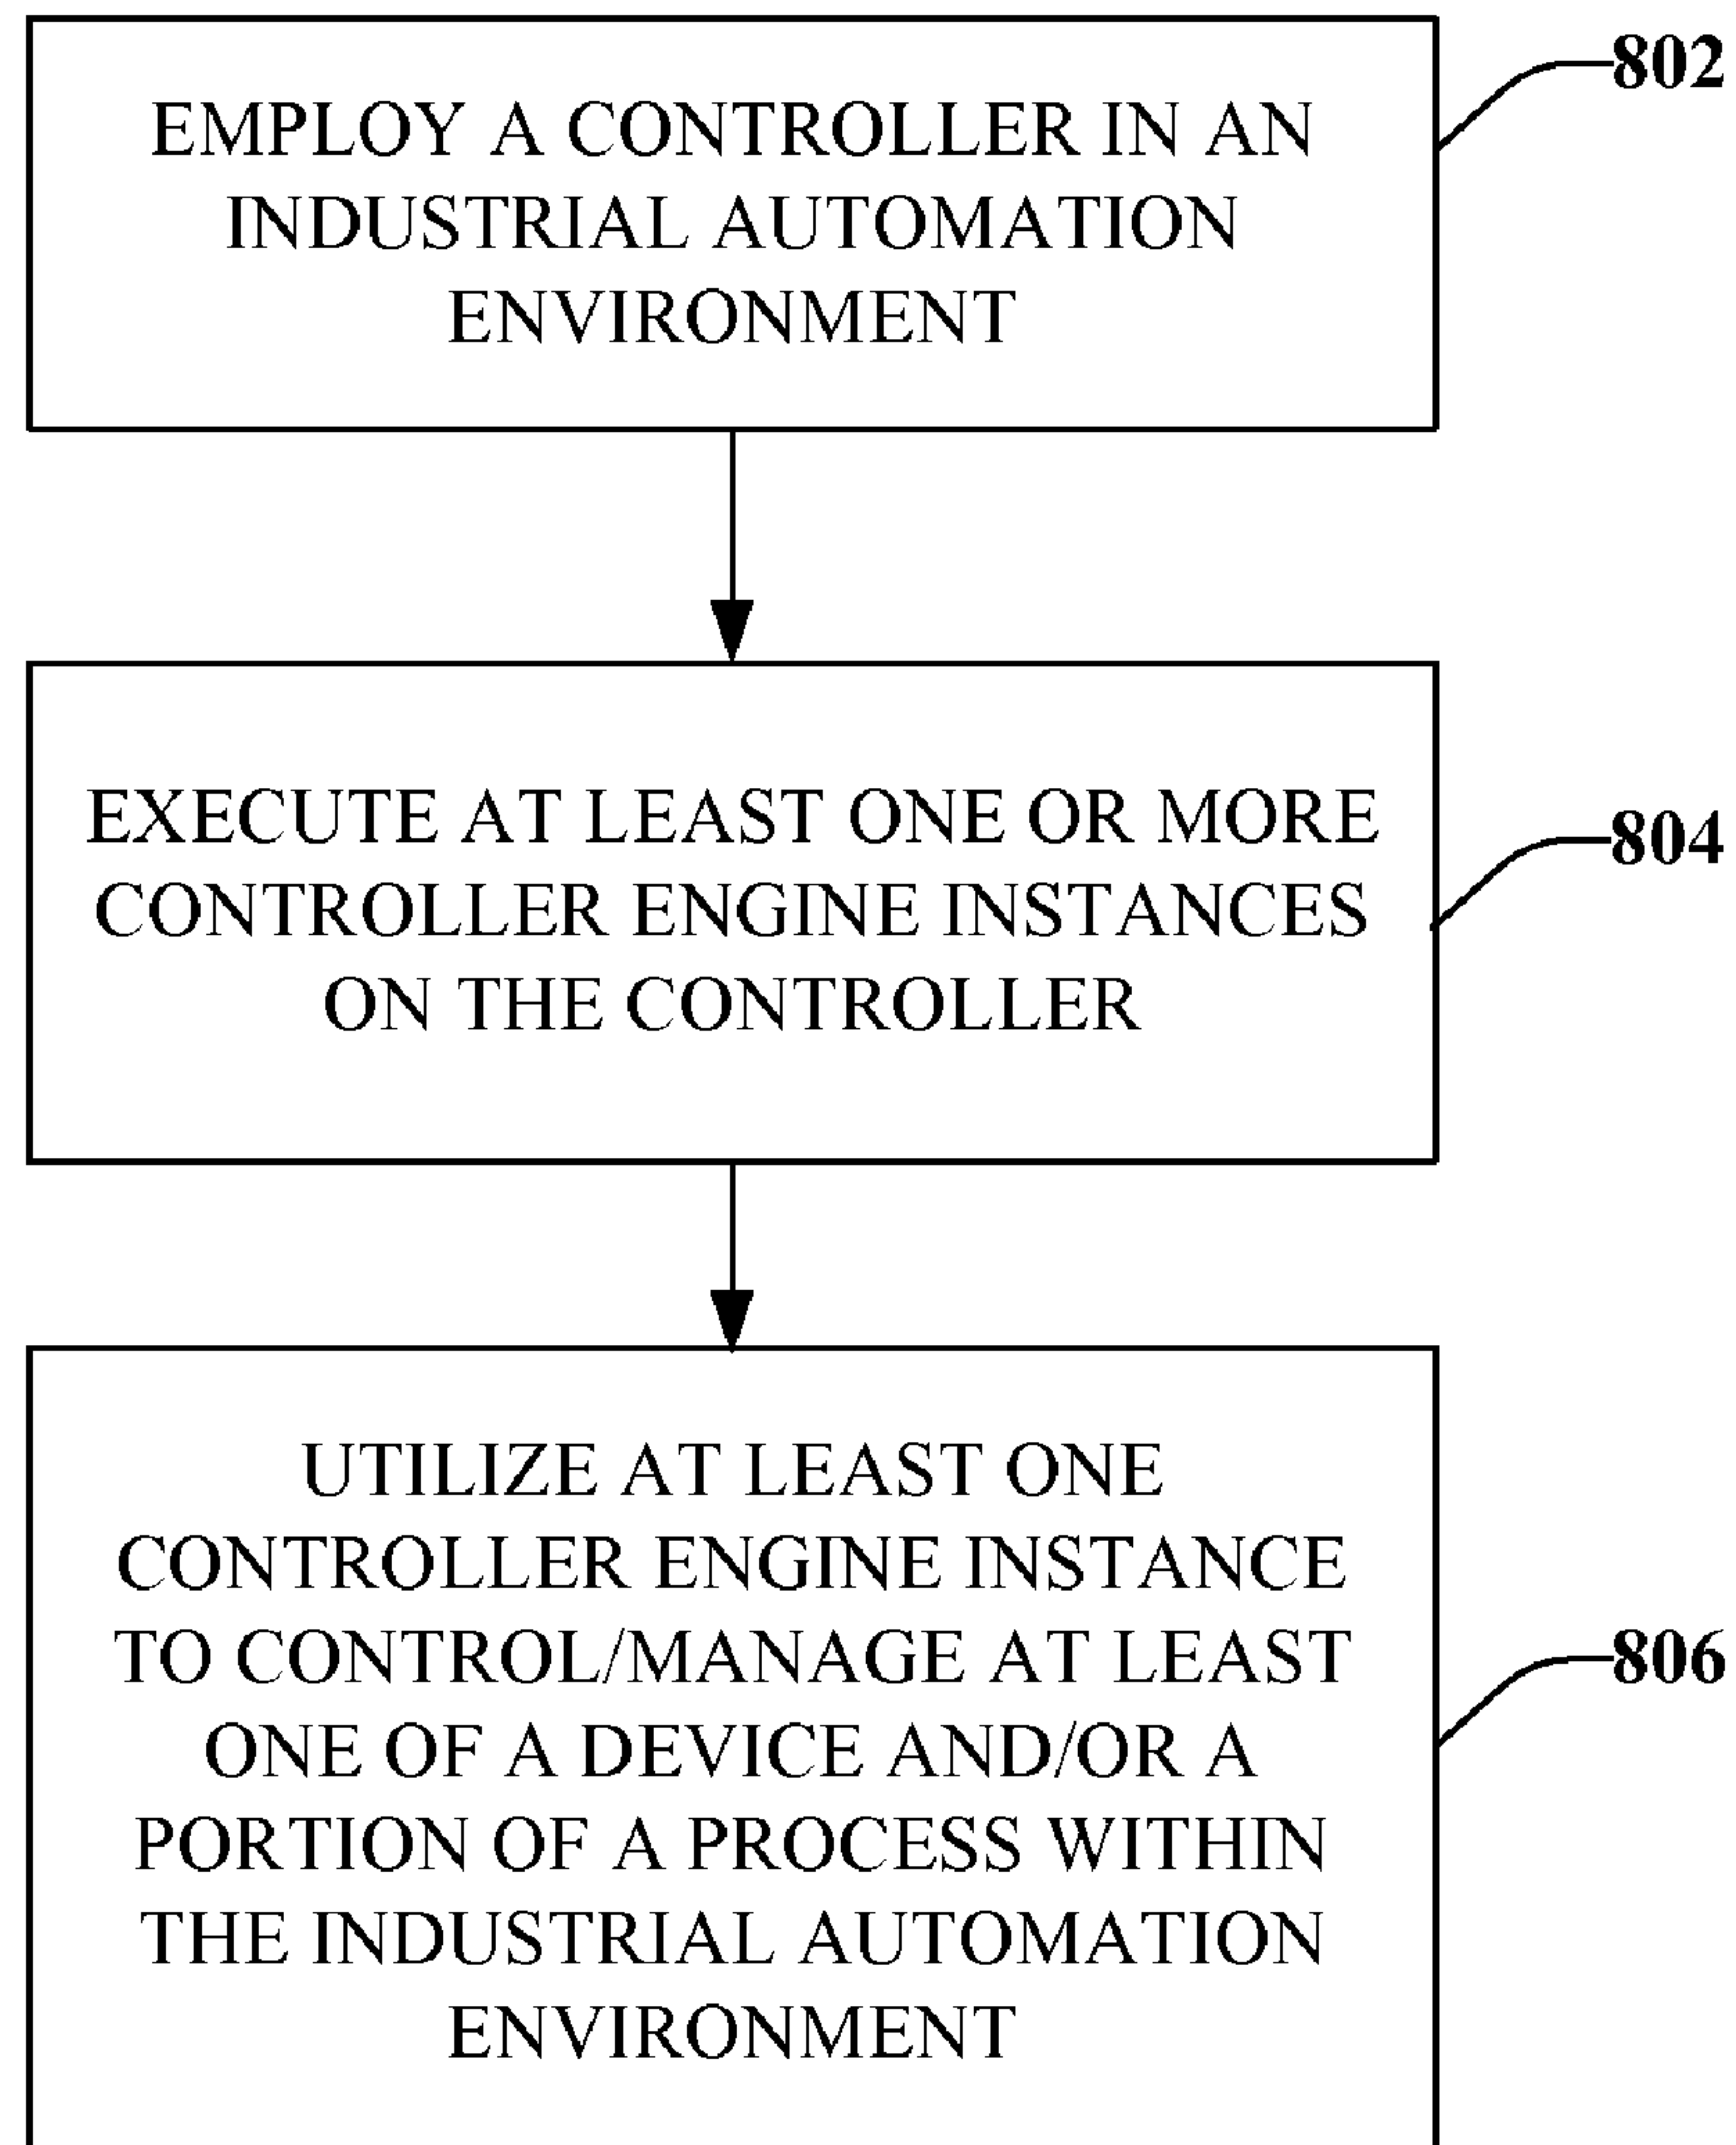 EMPLOY A CONTROLLER IN AN
INDUSTRIAL AUTOMATION
ENVIRONMENT
802
EXECUTE AT LEAST ONE OR MORE
CONTROLLER ENGINE INSTANCES
ON THE CONTROLLER
804
UTILIZE AT LEAST ONE
CONTROLLER ENGINE INSTANCE
TO CONTROL/MANAGE AT LEAST
ONE OF A DEVICE AND/OR A
PORTION OF A PROCESS WITHIN
THE INDUSTRIAL AUTOMATION
ENVIRONMENT
806